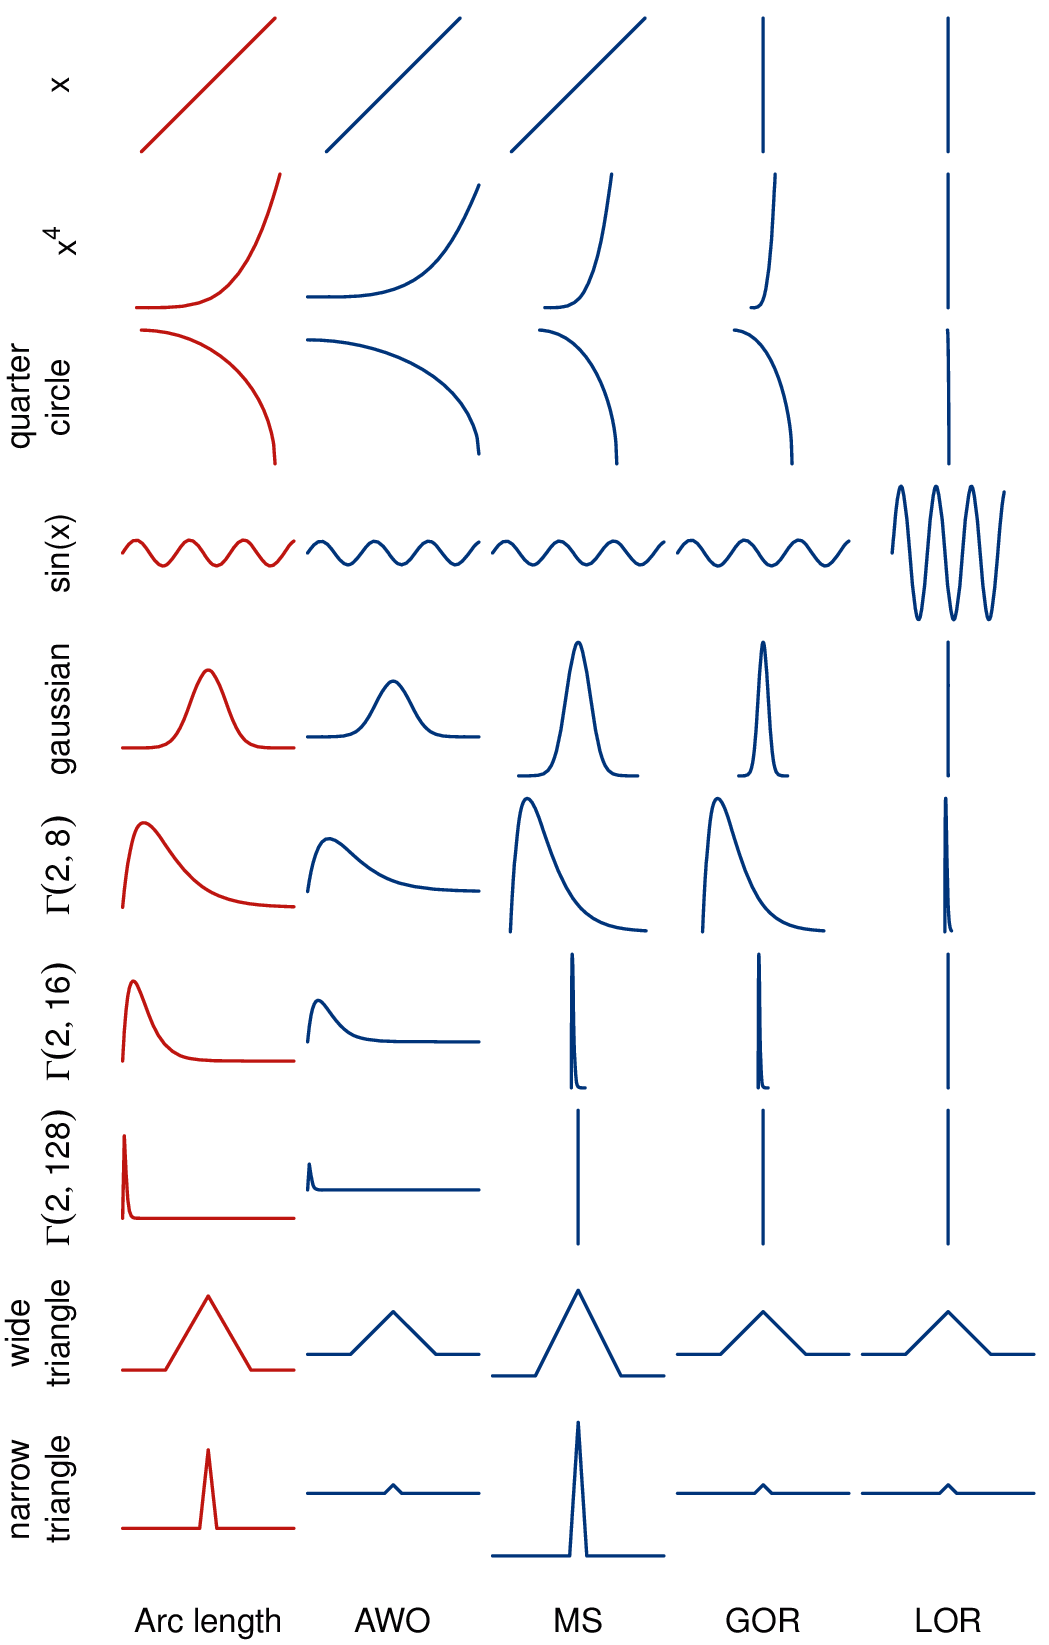 x
x⁴
quarter
circle
sin(x)
gaussian
Γ(2, 8)
Γ(2, 16)
Γ(2, 128)
wide
triangle
narrow
triangle
Arc length AWO MS GOR LOR